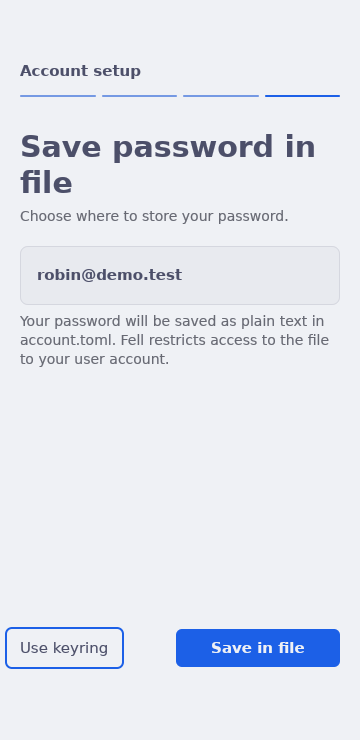 Account setup
Save password in
file
Choose where to store your password.
robin@demo.test
Your password will be saved as plain text in
account.toml. Fell restricts access to the file
to your user account.
Use keyring
Save in file